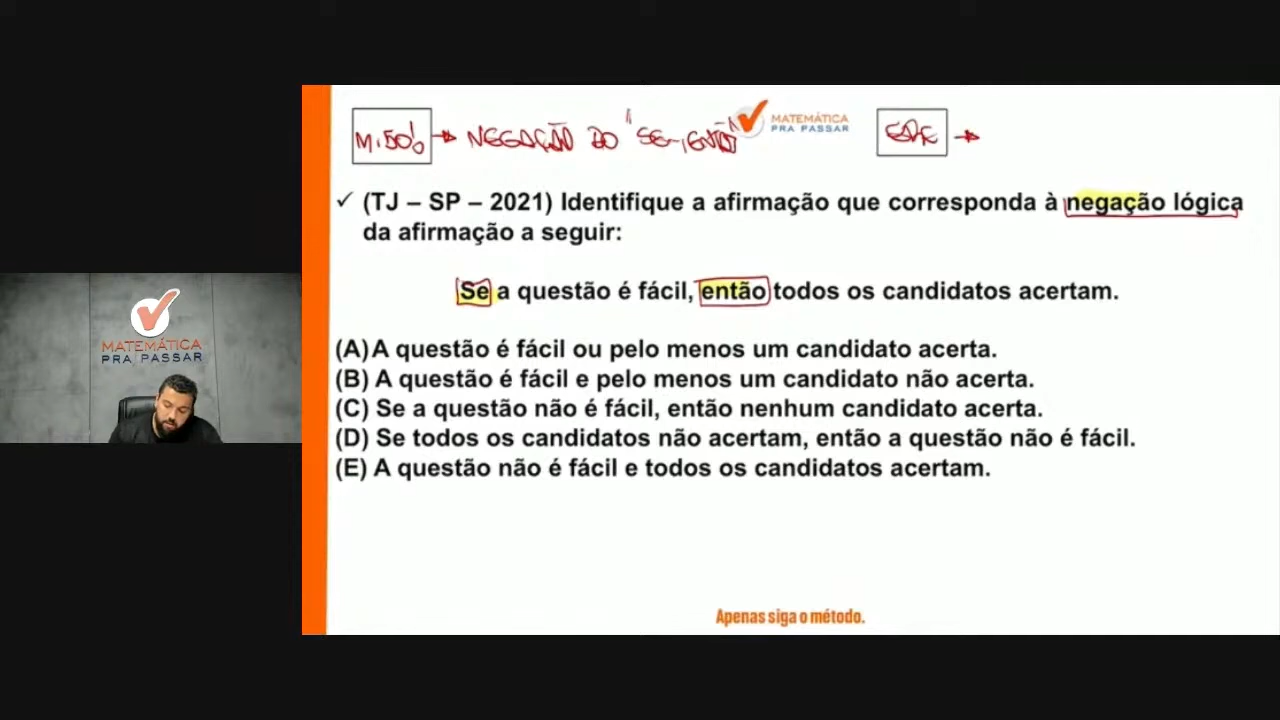 NEGAÇÃO DO "SE-,ENTÃO"
MATEMÁTICA
PRA PASSAR
✓ (TJ – SP – 2021) Identifique a afirmação que corresponda à negação lógica
da afirmação a seguir:
Se a questão é fácil, então todos os candidatos acertam.
(A) A questão é fácil ou pelo menos um candidato acerta.
(B) A questão é fácil e pelo menos um candidato não acerta.
(C) Se a questão não é fácil, então nenhum candidato acerta.
(D) Se todos os candidatos não acertam, então a questão não é fácil.
(E) A questão não é fácil e todos os candidatos acertam.
MATEMÁTICA
PRA PASSAR
Apenas siga o método.